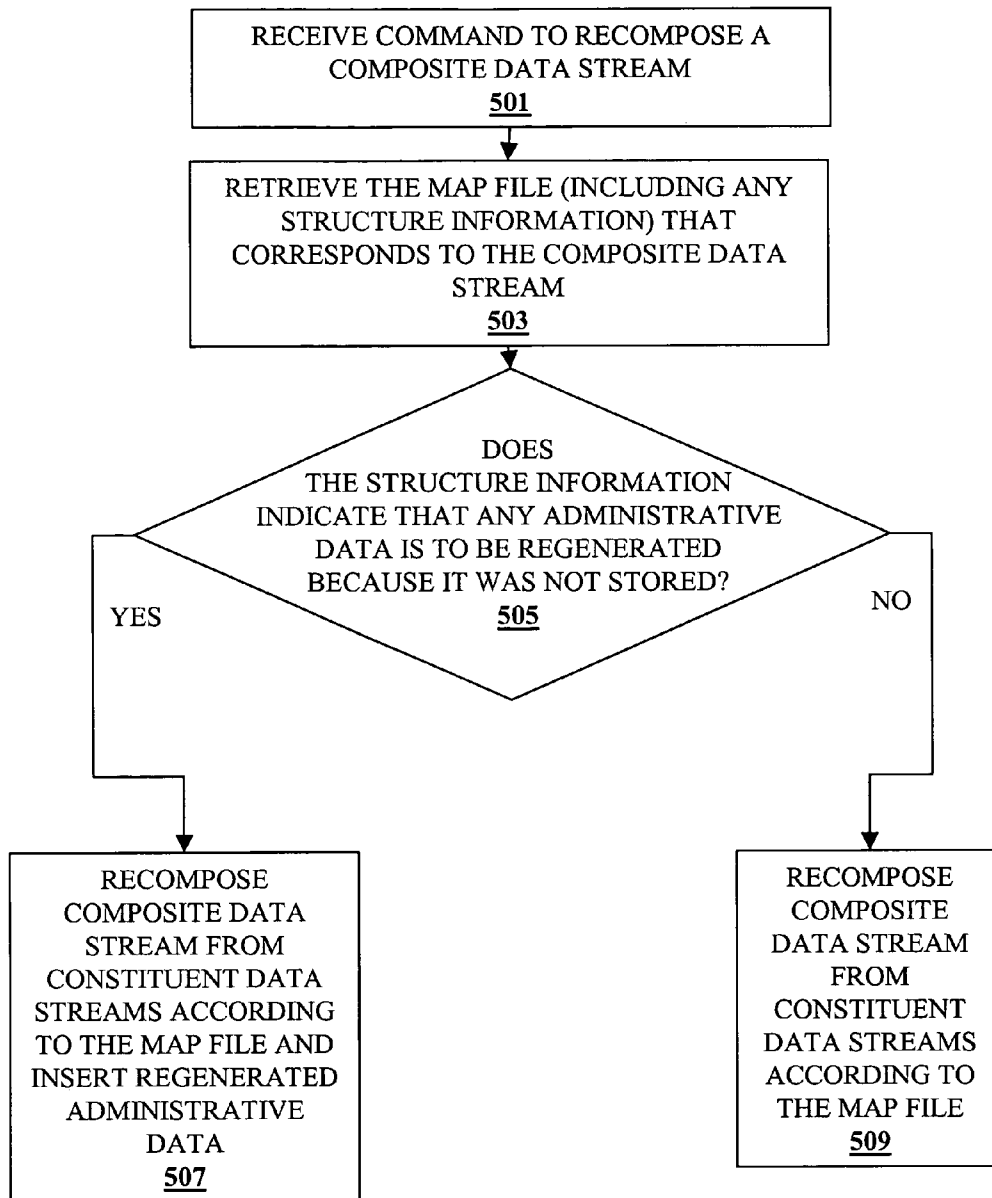 RECEIVE COMMAND TO RECOMPOSE A
COMPOSITE DATA STREAM
501
RETRIEVE THE MAP FILE (INCLUDING ANY
STRUCTURE INFORMATION) THAT
CORRESPONDS TO THE COMPOSITE DATA
STREAM
503
DOES
THE STRUCTURE INFORMATION
INDICATE THAT ANY ADMINISTRATIVE
DATA IS TO BE REGENERATED
BECAUSE IT WAS NOT STORED?
505
YES
NO
RECOMPOSE
COMPOSITE DATA
STREAM FROM
CONSTITUENT DATA
STREAMS ACCORDING
TO THE MAP FILE AND
INSERT REGENERATED
ADMINISTRATIVE
DATA
507
RECOMPOSE
COMPOSITE
DATA STREAM
FROM
CONSTITUENT
DATA STREAMS
ACCORDING TO
THE MAP FILE
509